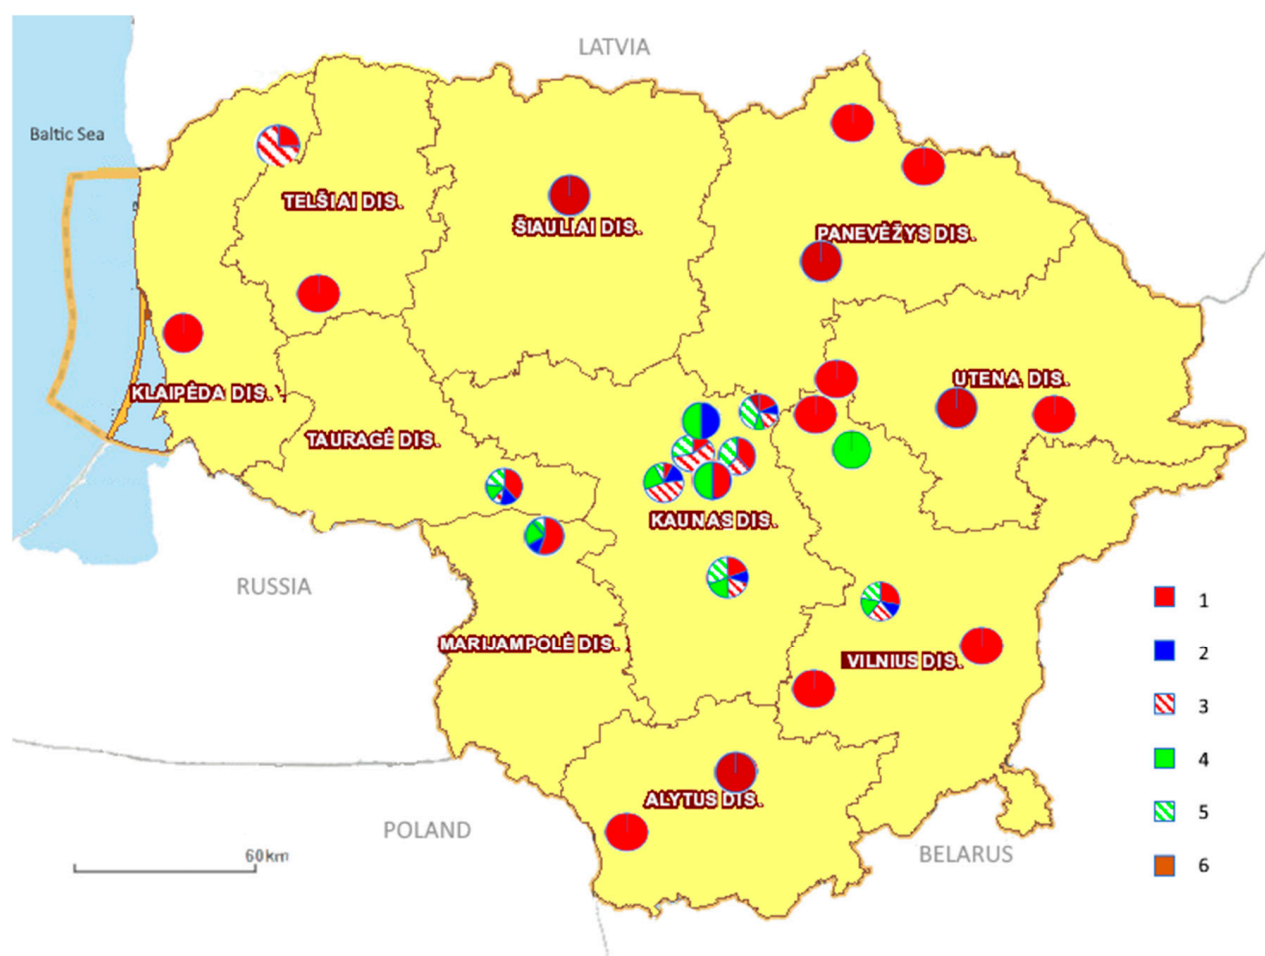 LATVIA
Baltic Sea
TELŠIAI DIS.
ŠIAULIAI DIS.
PANEVĖŽYS DIS.
KLAIPĖDA DIS.
UTENA DIS.
TAURAGĖ DIS.
KAUNAS DIS.
RUSSIA
MARIJAMPOLĖ DIS.
VILNIUS DIS.
ALYTUS DIS.
POLAND
BELARUS
60km
1
2
3
4
5
6